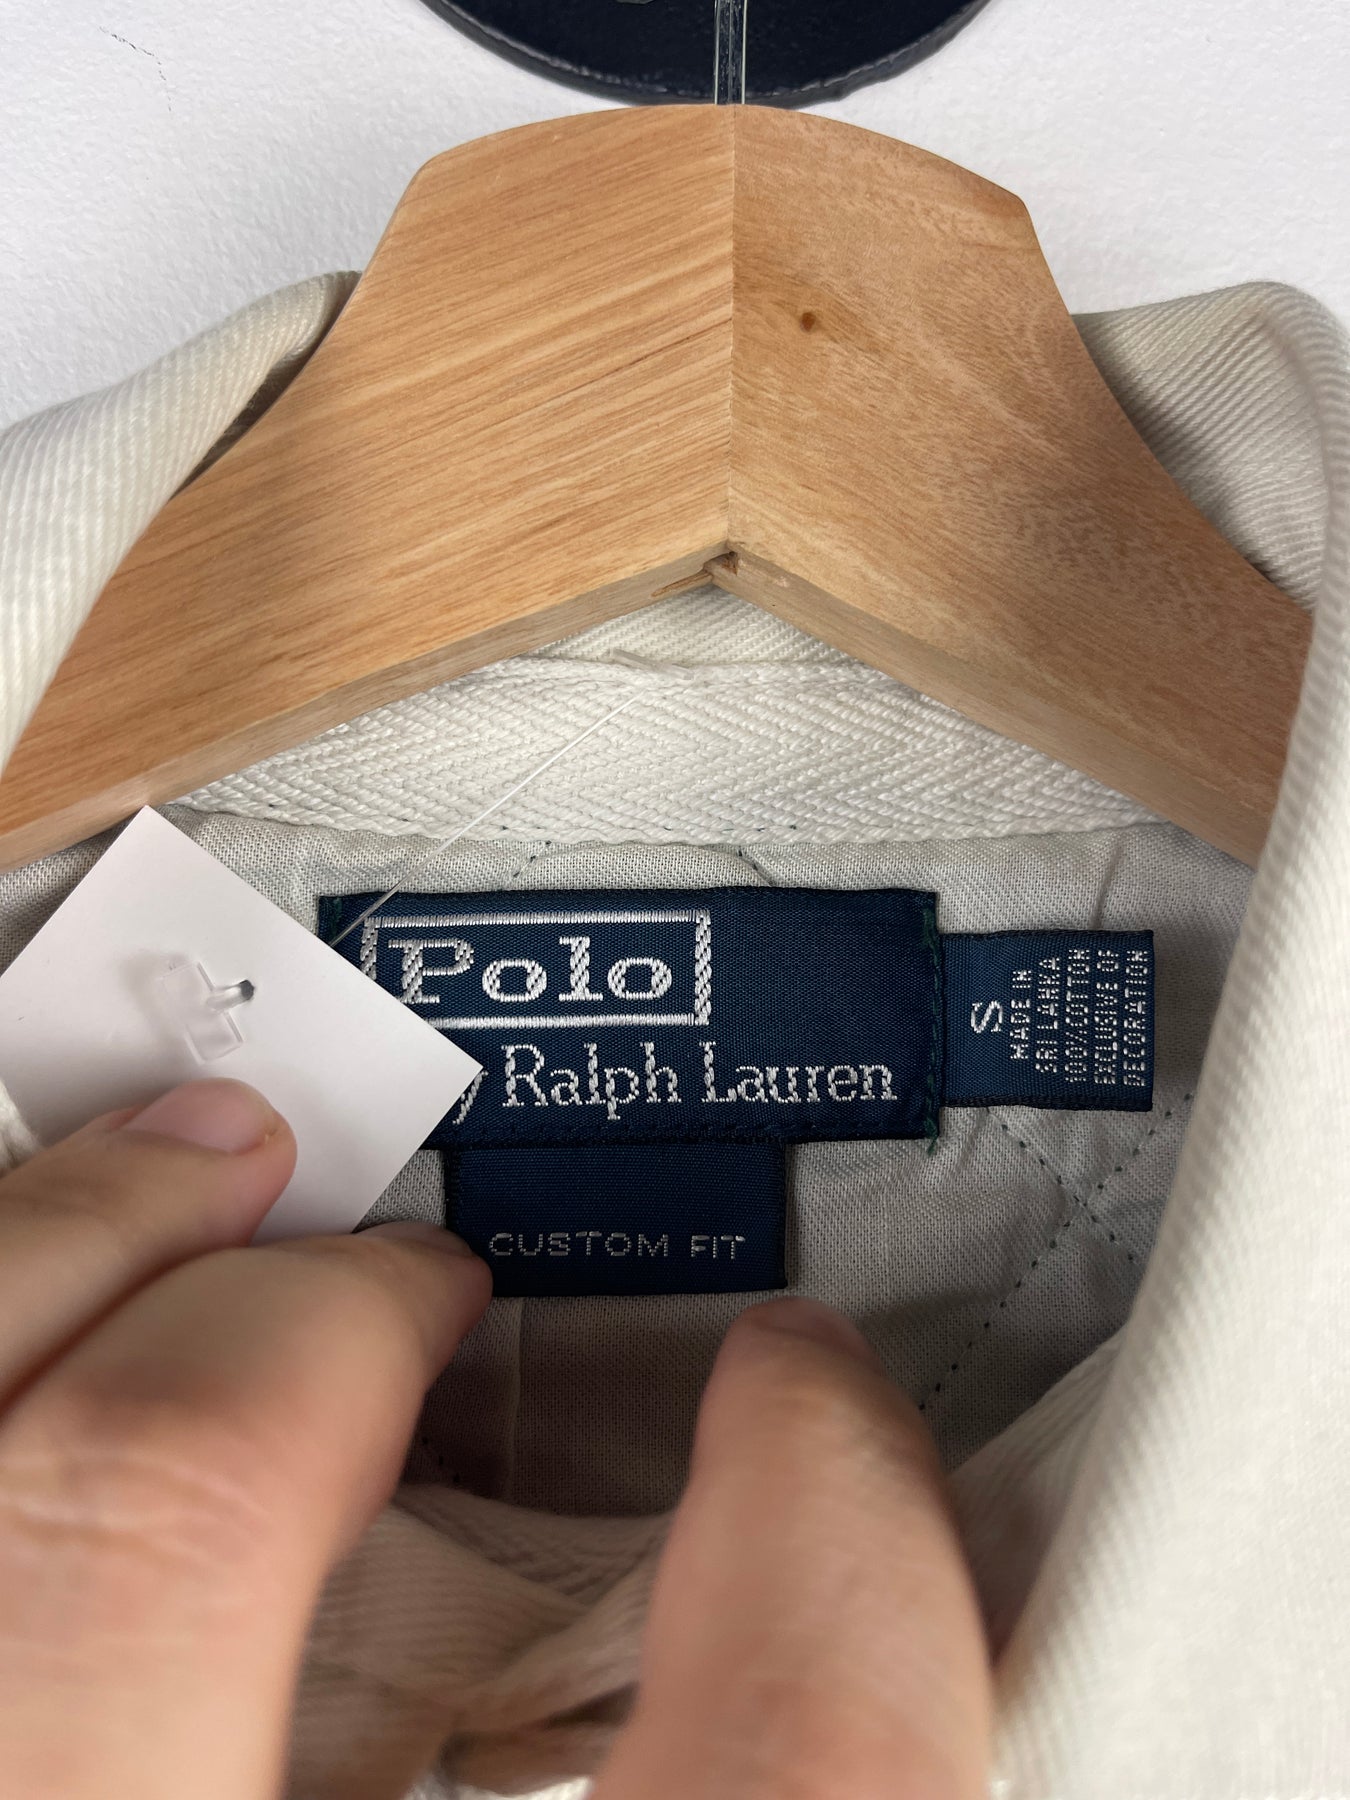 Polo
Ralph Lauren
CUSTOM FIT
S
MADE IN
SRI LANKA
100%COTTON
EXCLUSIVE OF
DECORATION